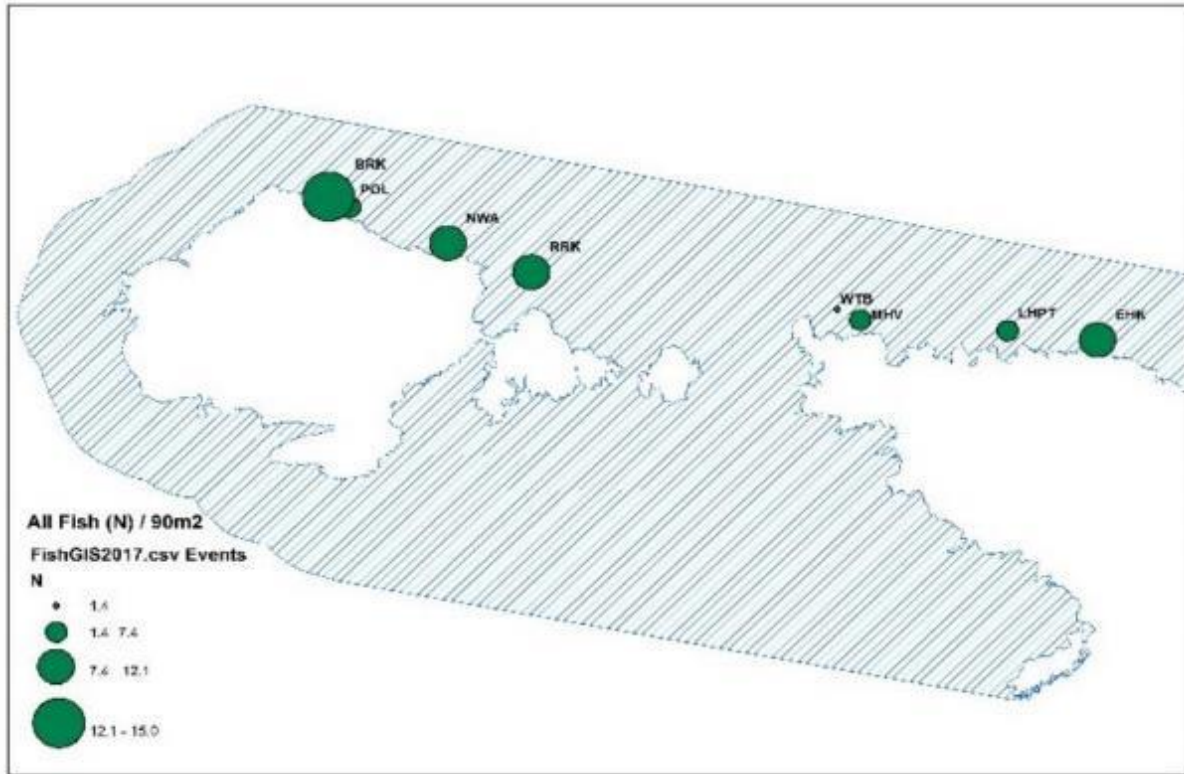 BRK
POL
NWA
RRK
WTB
MHV
LHPT
EHK
All Fish (N) / 90m2
FishGIS2017.csv Events
N
1.4
1.4 7.4
7.4 - 12.1
12.1 - 15.0